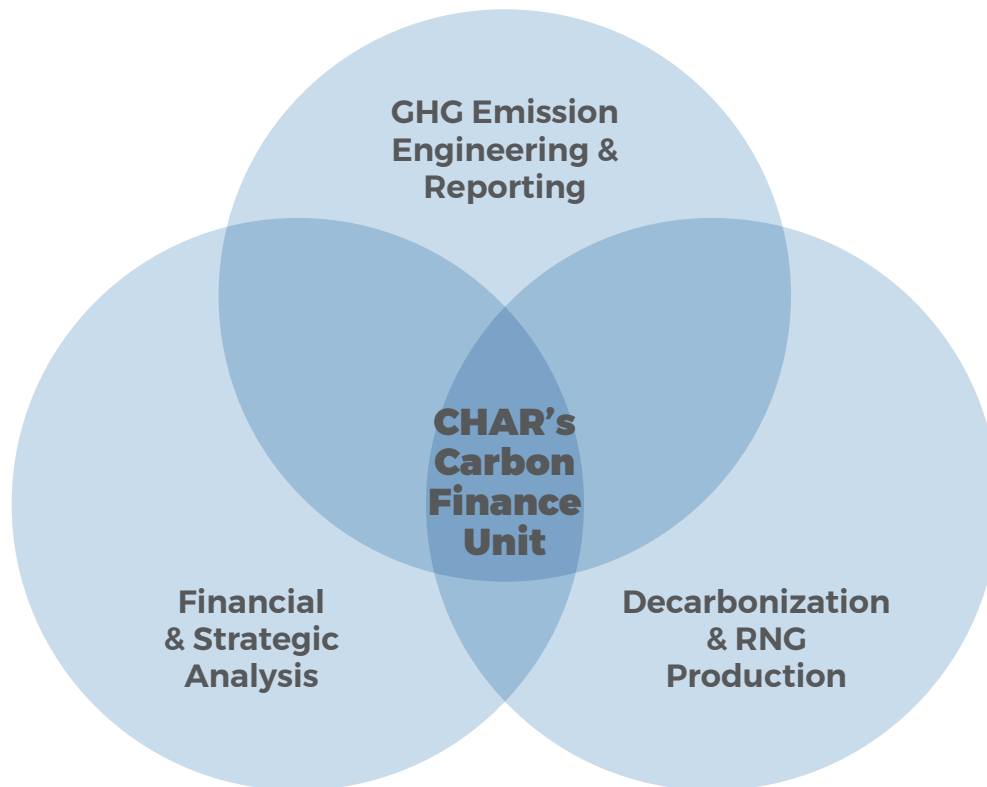 GHG Emission
Engineering &
Reporting
CHAR’s
Carbon
Finance
Unit
Financial
& Strategic
Analysis
Decarbonization
& RNG
Production